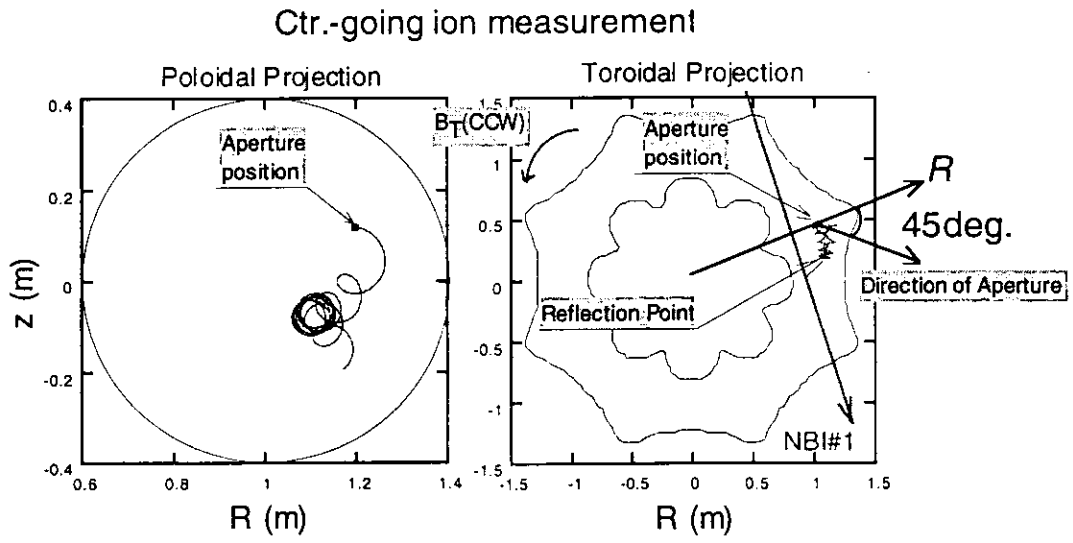 Ctr.-going ion measurement
Poloidal Projection
Toroidal Projection
0.4
0.2
0
-0.2
-0.4
z (m)
Aperture
position
0.6
0.8
1.0
1.2
1.4
R (m)
BT(CCW)
1.5
1
0.5
0
-0.5
-1
-1.5
Aperture
position
R
45deg.
Direction of Aperture
Reflection Point
NBI#1
-1.5
-1
-0.5
0
0.5
1
1.5
R (m)